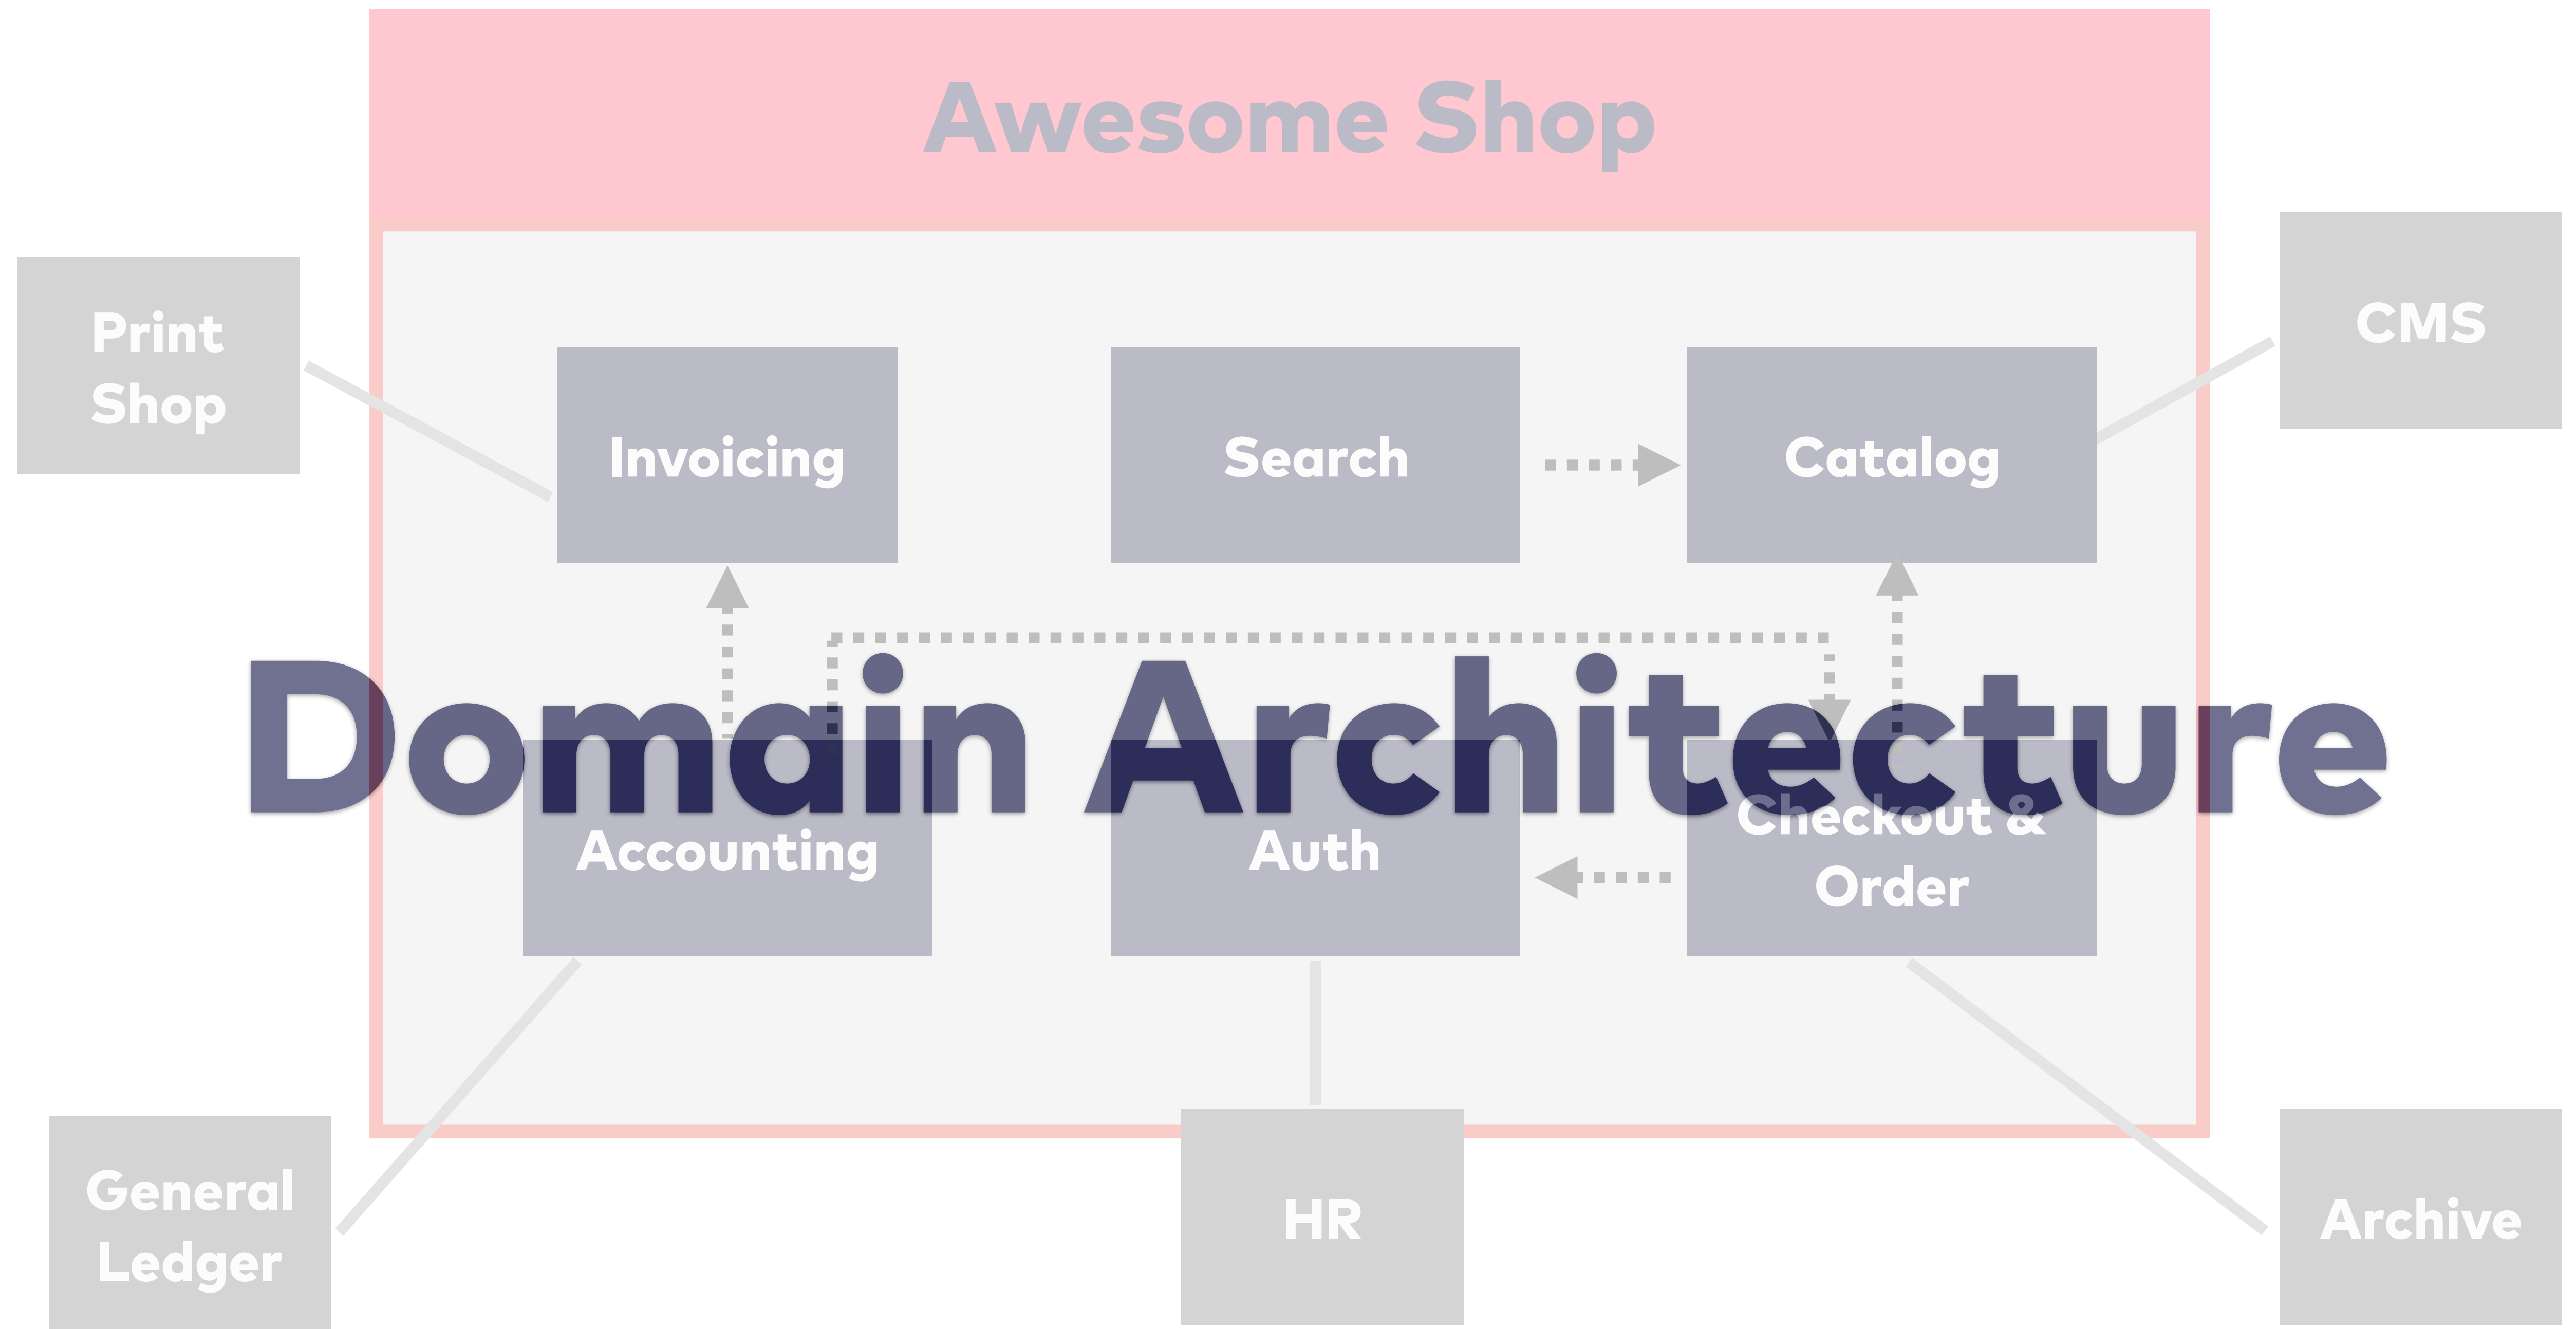 Awesome Shop
Print
Shop
CMS
Invoicing
Search
Catalog
Domain Architecture
Accounting
Auth
Checkout &
Order
General
Ledger
HR
Archive